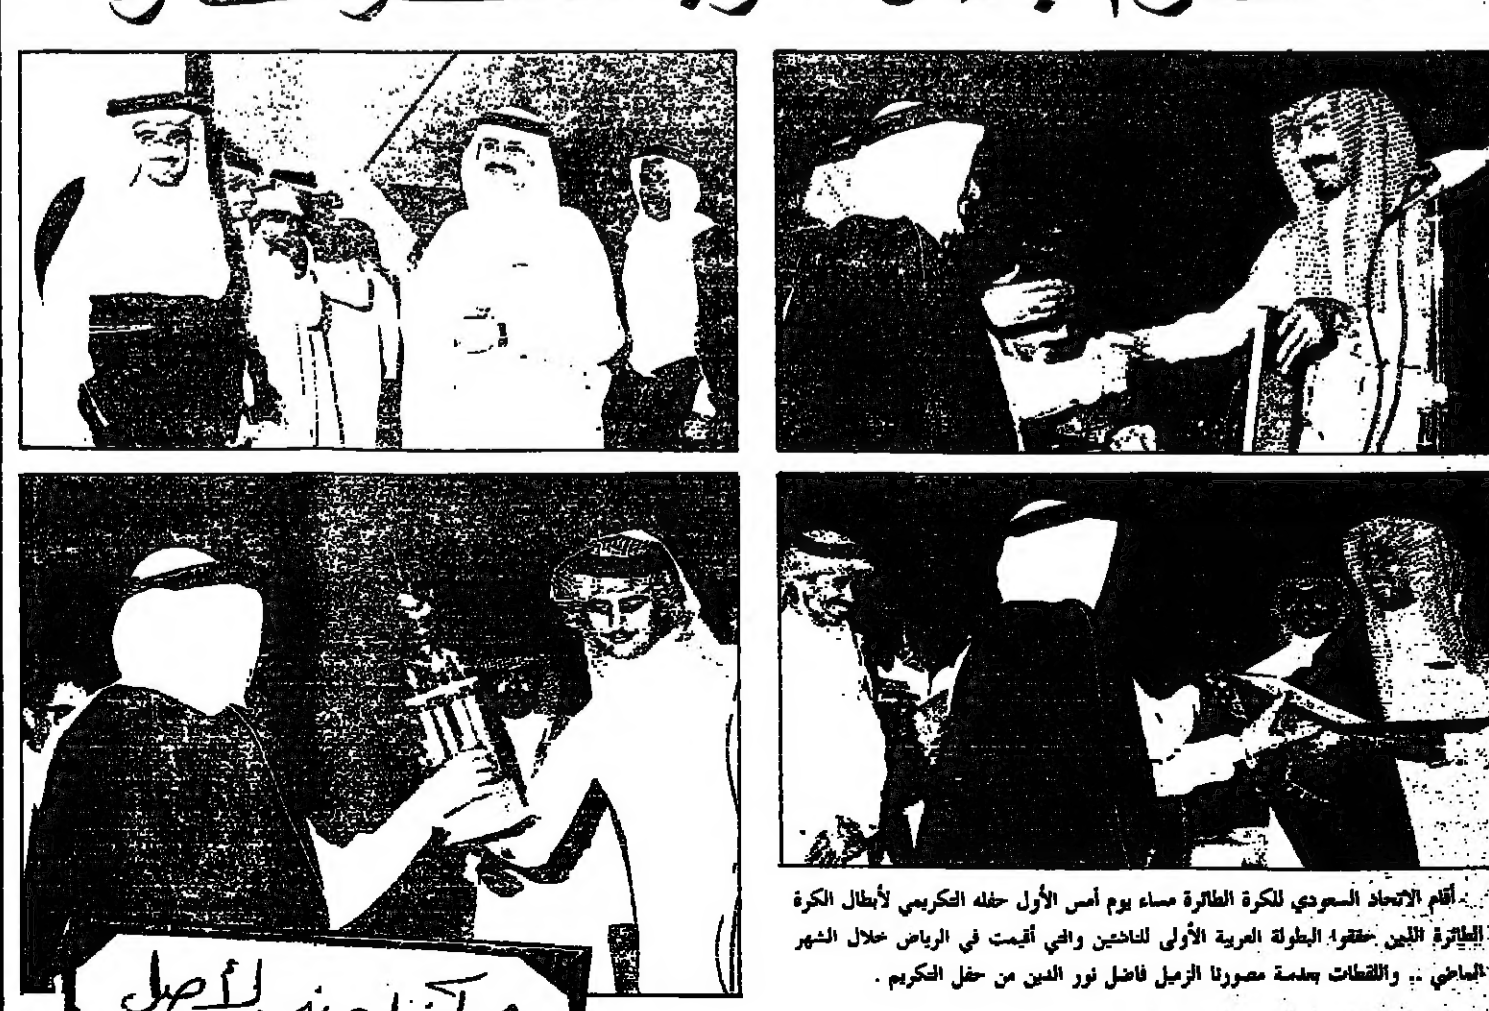 أقام الاتحاد السعودي للكرة الطائرة مساء يوم أمس الأول حفله التكريمي لأبطال الكرة
الطائرة الذين حققوا البطولة العربية الأولى للناشئين والتي أقيمت في الرياض خلال الشهر
الماضي .. واللقطات بعدسة مصورنا الزميل فاضل نور الدين من حفل التكريم .
لأصل